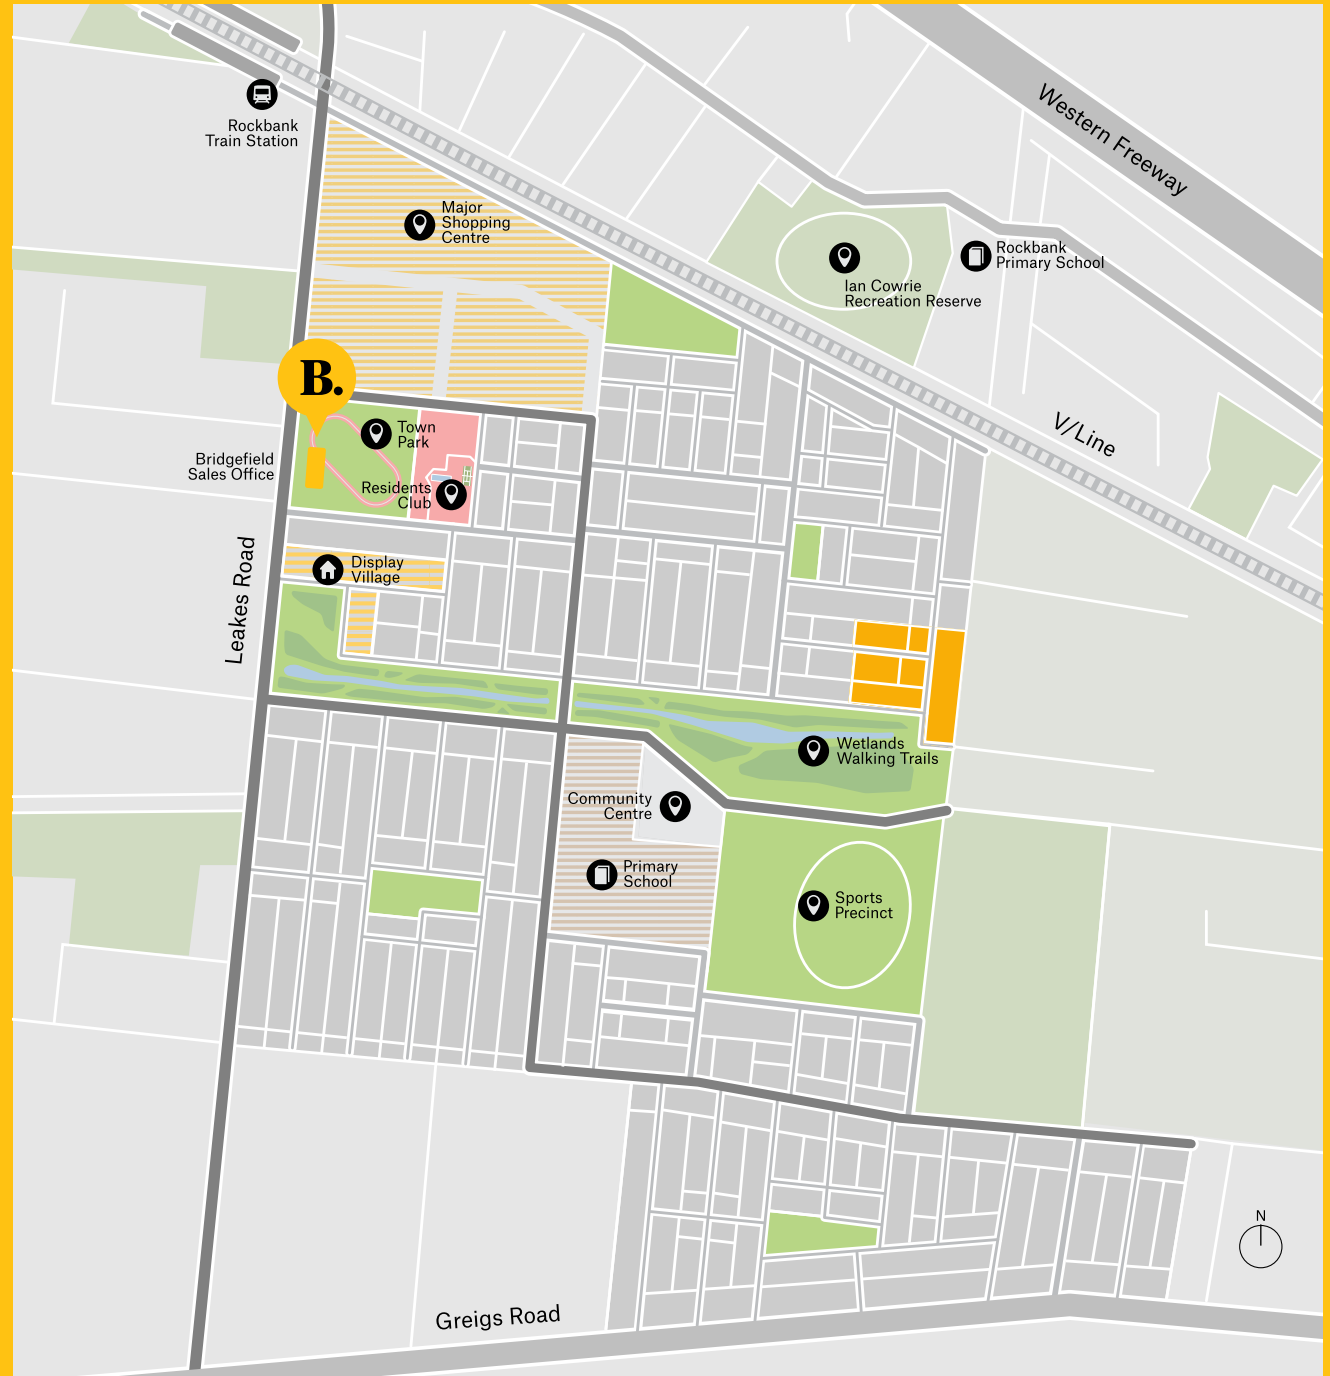 Western Freeway
Rockbank
Train Station
Major
Shopping
Centre
Rockbank
Primary School
Ian Cowrie
Recreation Reserve
B.
V/Line
Town
Park
Bridgefield
Sales Office
Residents
Club
Leakes Road
Display
Village
Wetlands
Walking Trails
Community
Centre
Primary
School
Sports
Precinct
N
Greigs Road